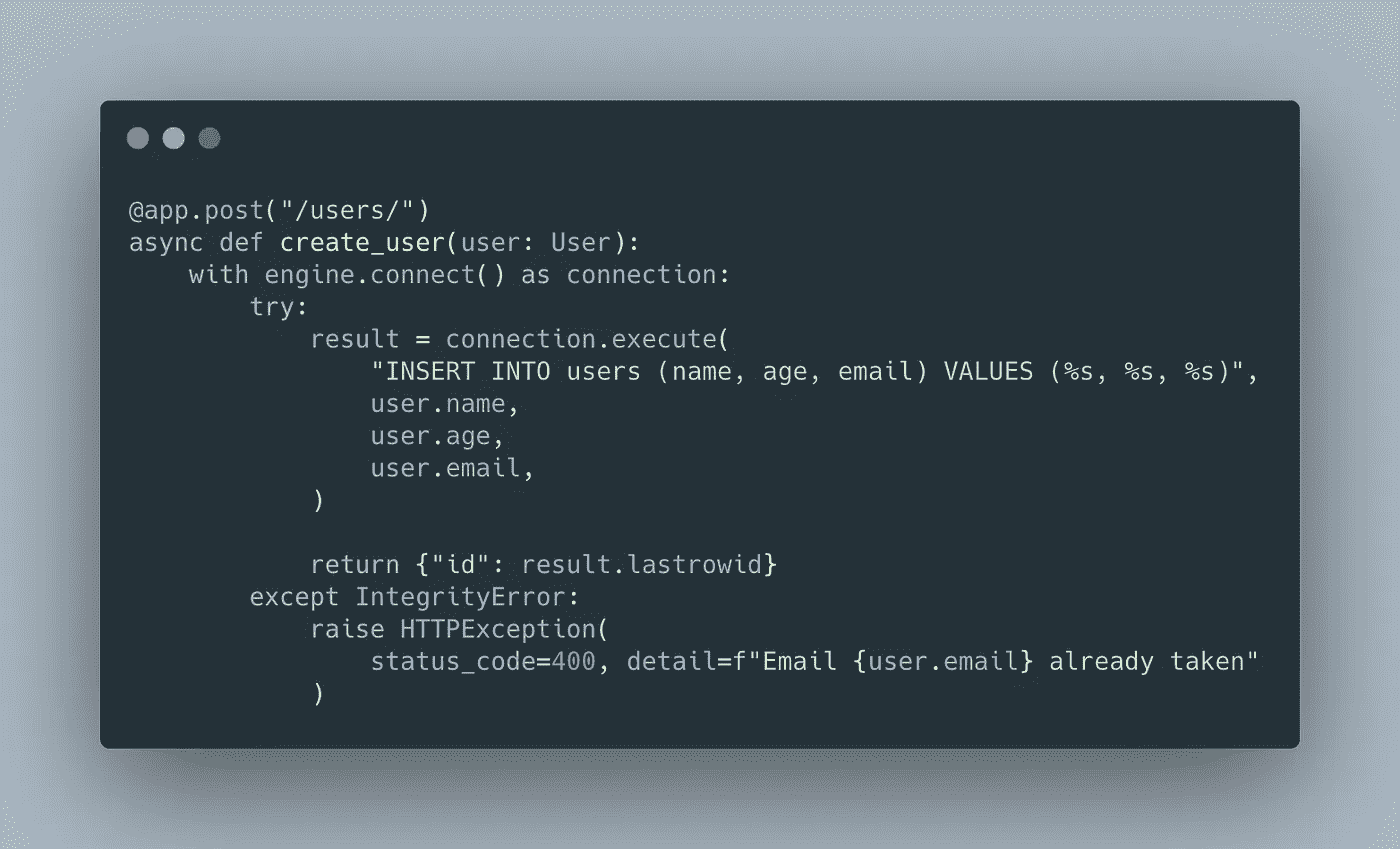 @app.post("/users/")
async def create_user(user: User):
    with engine.connect() as connection:
        try:
            result = connection.execute(
                "INSERT INTO users (name, age, email) VALUES (%s, %s, %s)",
                user.name,
                user.age,
                user.email,
            )

            return {"id": result.lastrowid}
        except IntegrityError:
            raise HTTPException(
                status_code=400, detail=f"Email {user.email} already taken"
            )